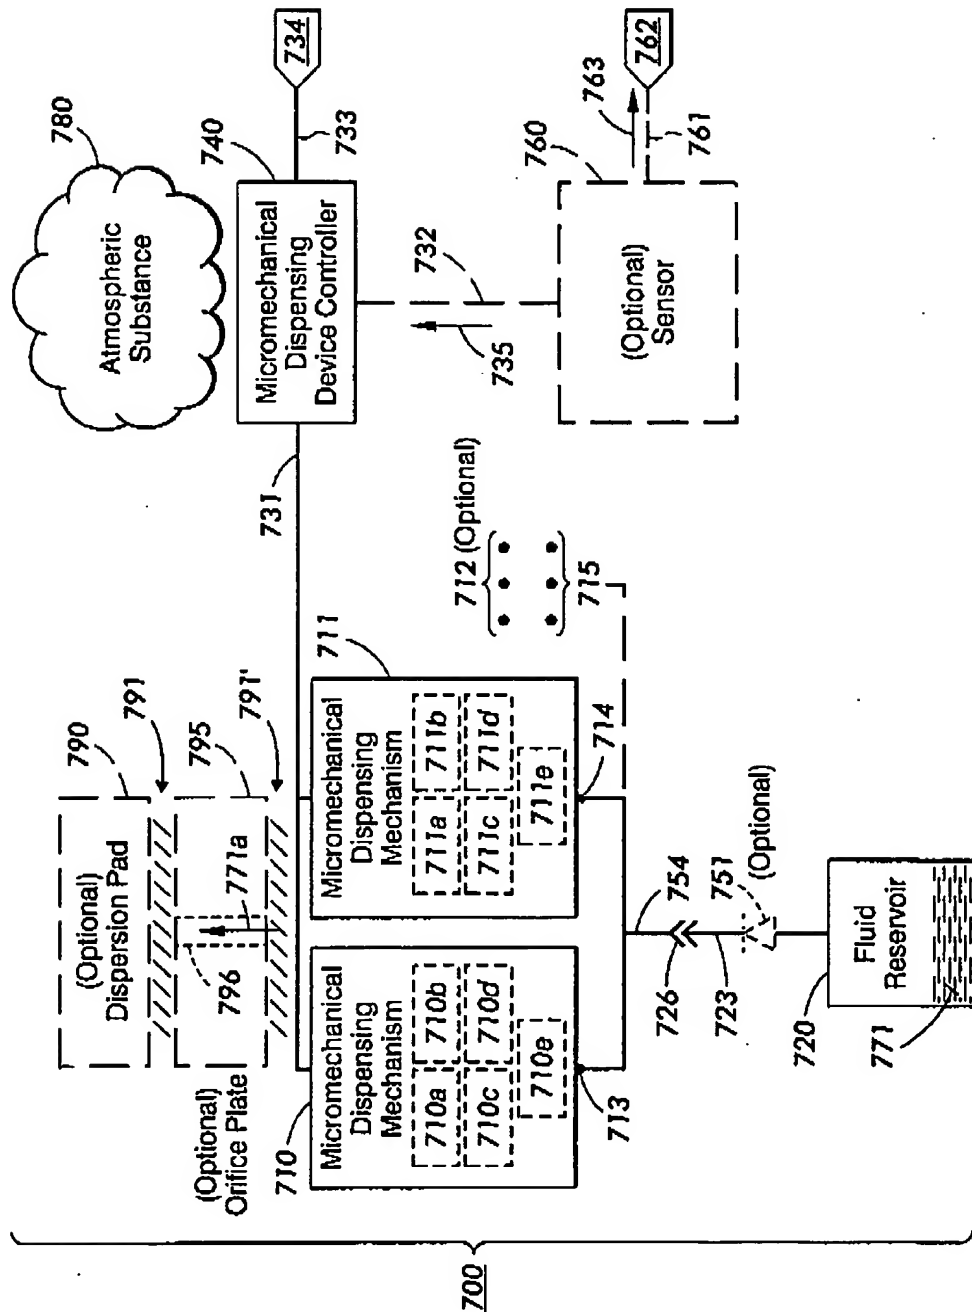 700
(Optional)
Dispersion Pad
790
791
(Optional)
Orifice Plate
796
771a
795
791'
710
Micromechanical
Dispensing
Mechanism
710a
710b
710c
710d
710e
713
Micromechanical
Dispensing
Mechanism
711
711a
711b
711c
711d
711e
714
712 (Optional)
715
731
Atmospheric
Substance
780
Micromechanical
Dispensing
Device Controller
740
733
734
732
735
(Optional)
Sensor
760
763
761
762
754
726
723
751
(Optional)
720
Fluid
Reservoir
771